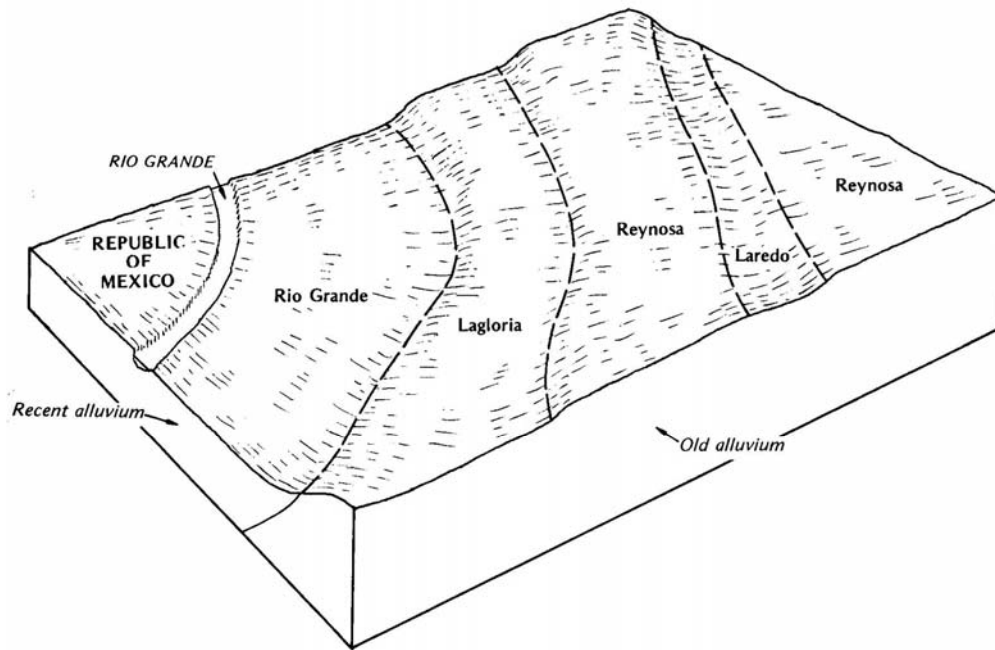 RIO GRANDE
REPUBLIC
OF
MEXICO
Rio Grande
Lagloria
Reynosa
Laredo
Reynosa
Recent alluvium
Old alluvium